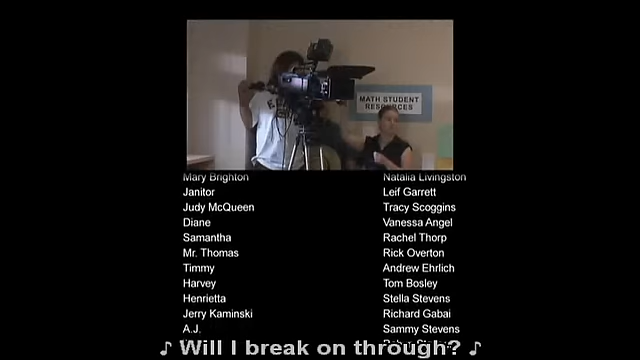 MATH STUDENT
RESOURCES
Mary Brighton Natalia Livingston
Janitor Leif Garrett
Judy McQueen Tracy Scoggins
Diane Vanessa Angel
Samantha Rachel Thorp
Mr. Thomas Rick Overton
Timmy Andrew Ehrlich
Harvey Tom Bosley
Henrietta Stella Stevens
Jerry Kaminski Richard Gabai
A.J. Sammy Stevens
♪ Will I break on through? ♪